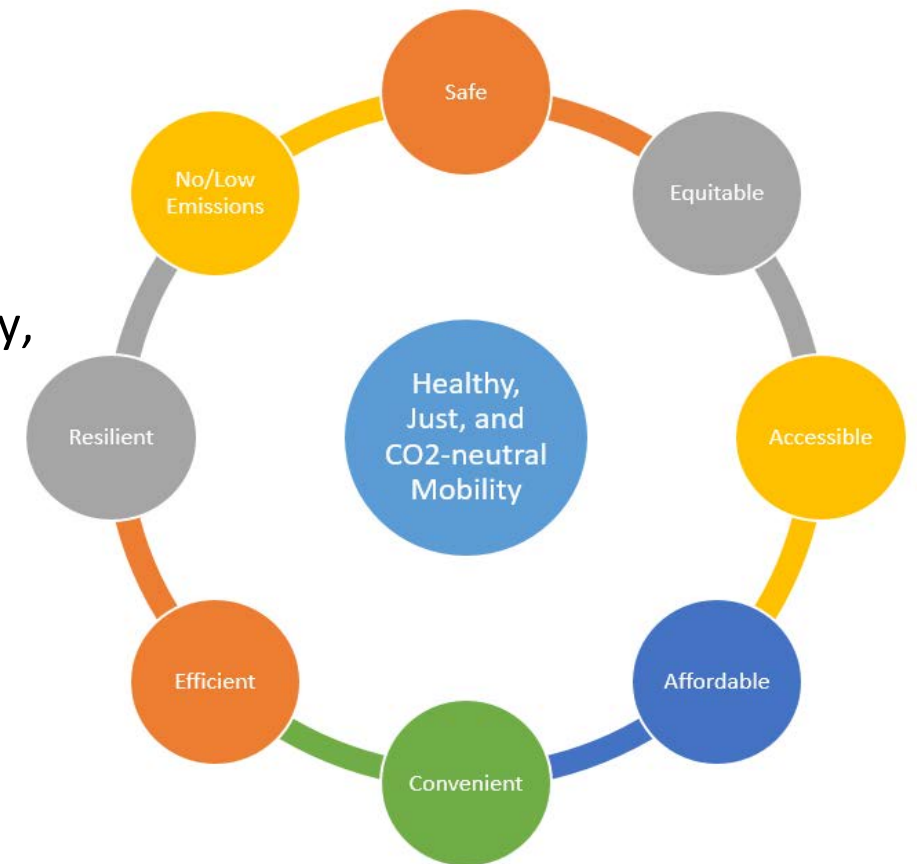 Safe
Equitable
Accessible
Affordable
Convenient
Efficient
Resilient
No/Low
Emissions
Healthy,
Just, and
CO2-neutral
Mobility
y,